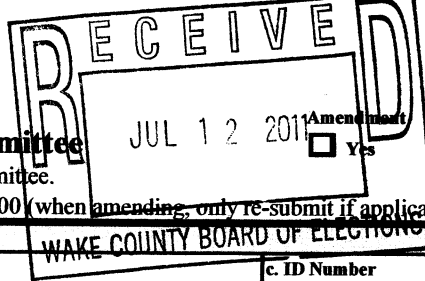 RECEIVED
Amendment
mmittee JUL 12 2011 Yes
mittee.
00 (when amending, only re-submit if applica
WAKE COUNTY BOARD OF ELECTIONS
c. ID Number